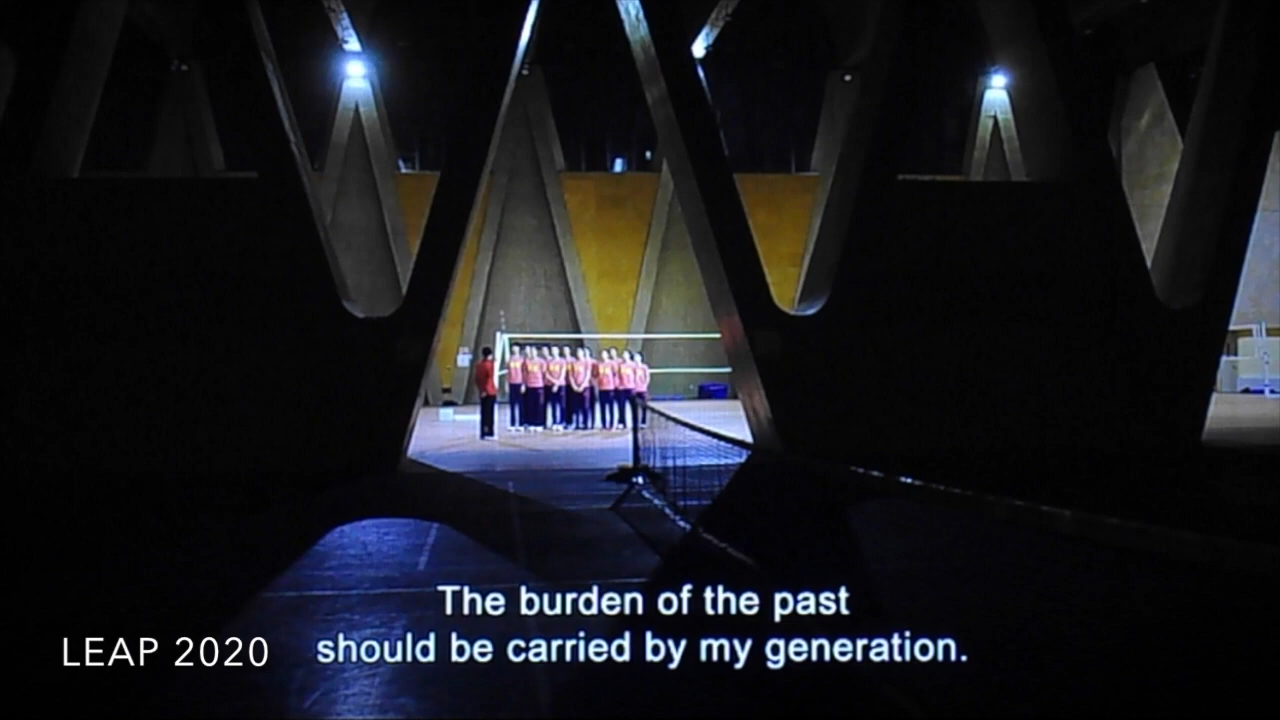 The burden of the past
should be carried by my generation.
LEAP 2020